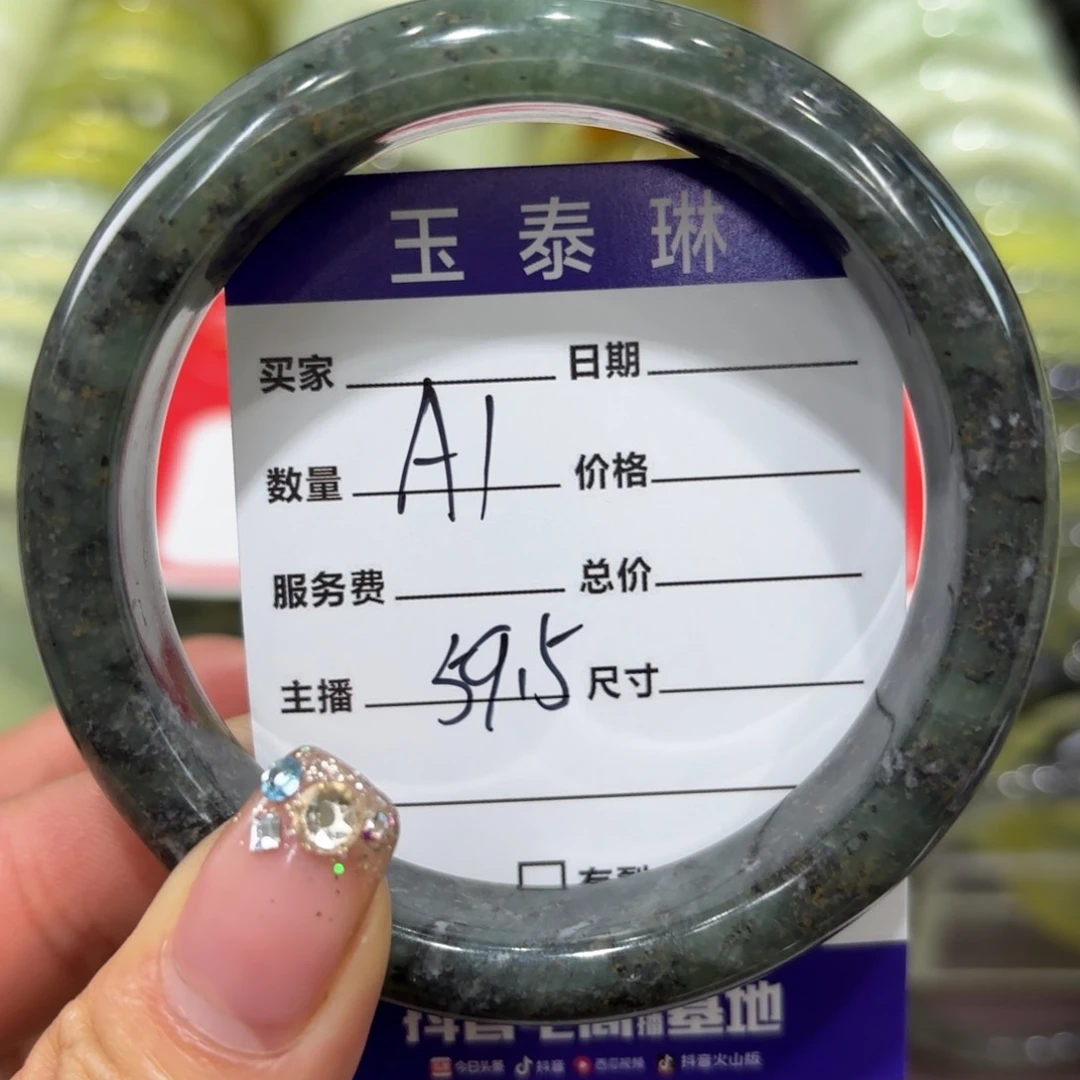 玉泰琳
买家 日期
数量 A1 价格
服务费 总价
主播 59.5 尺寸
基地
今日头条 抖音 西瓜视频 抖音火山版